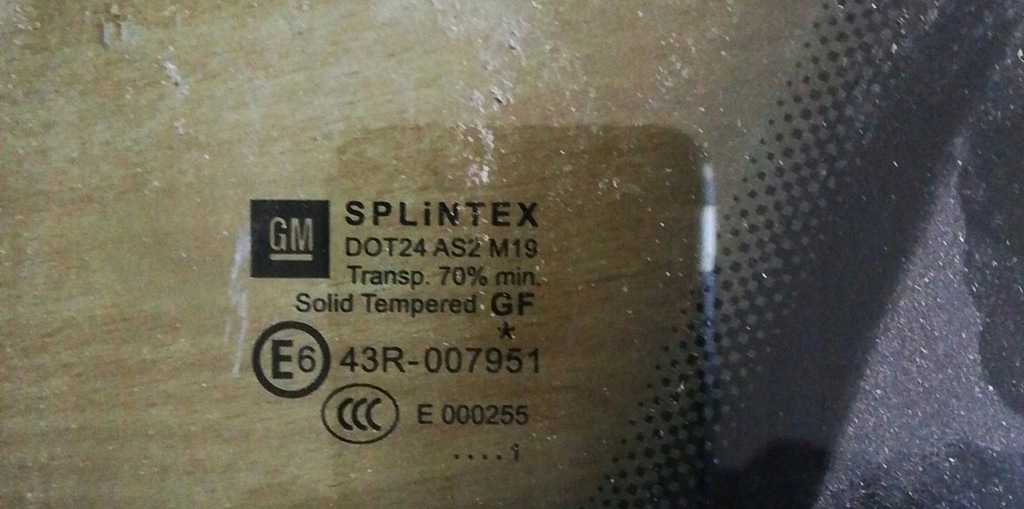 GM
SPLiNTEX
DOT24 AS2 M19
Transp. 70% min.
Solid Tempered GF
*
E6 43R-007951
CCC E 000255
....1